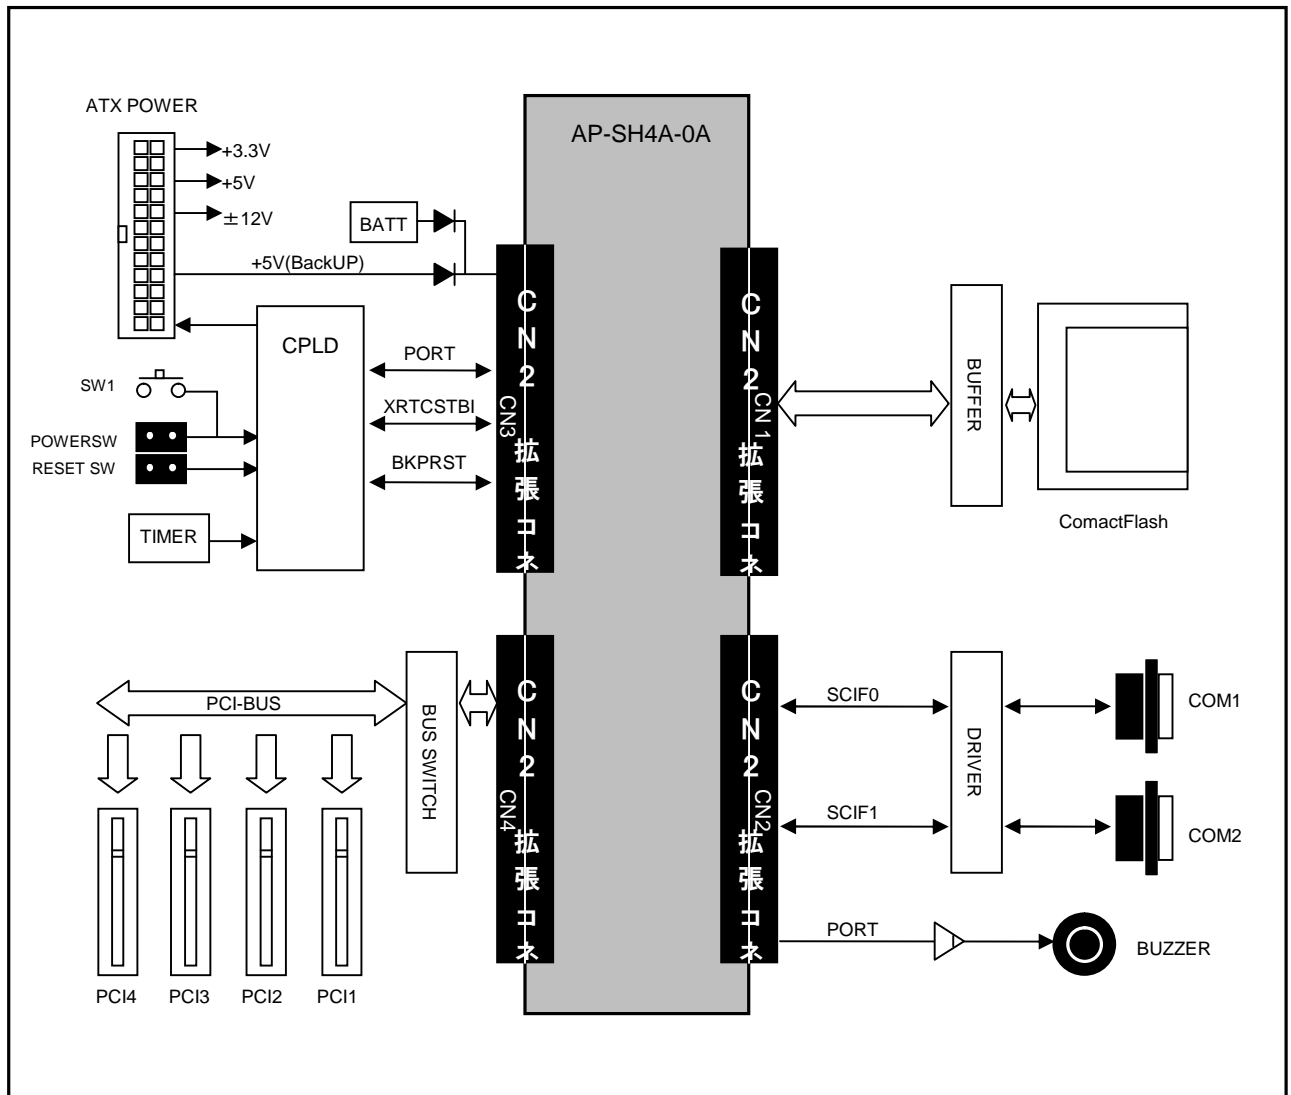 ATX POWER
AP-SH4A-0A
+3.3V
+5V
±12V
BATT
+5V(BackUP)
CPLD
PORT
XRTCSTBI
BKPRST
SW1
POWERSW
RESET SW
TIMER
CN2 拡張コネ
CN3
CN2 拡張コネ
CN 1
BUFFER
ComactFlash
PCI-BUS
BUS SWITCH
CN2 拡張コネ
CN4
CN2 拡張コネ
CN2
SCIF0
SCIF1
DRIVER
COM1
COM2
PORT
BUZZER
PCI4
PCI3
PCI2
PCI1